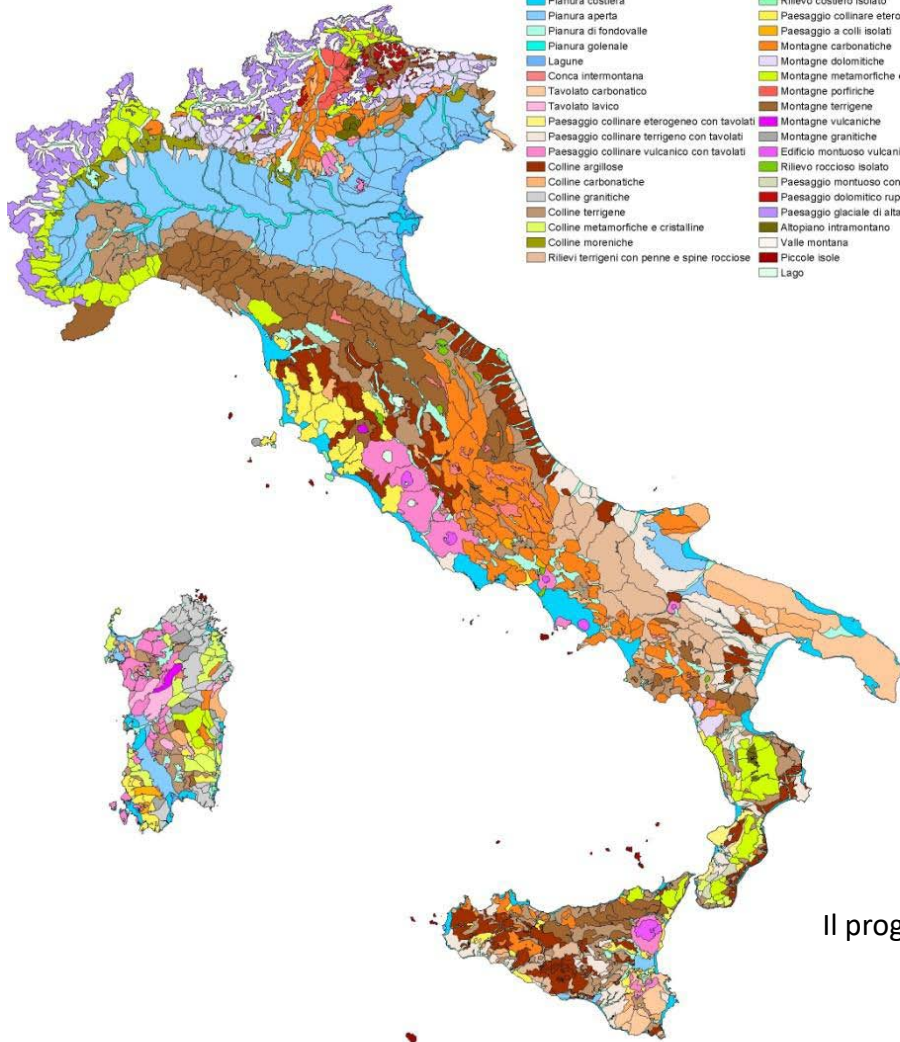 Pianura costiera
Pianura aperta
Pianura di fondovalle
Pianura golenale
Lagune
Conca intermontana
Tavolato carbonatico
Tavolato lavico
Paesaggio collinare eterogeneo con tavolati
Paesaggio collinare terrigeno con tavolati
Paesaggio collinare vulcanico con tavolati
Colline argillose
Colline carbonatiche
Colline granitiche
Colline terrigene
Colline metamorfiche e cristalline
Colline moreniche
Rilievi terrigeni con penne e spine rocciose
Rilievo costiero isolato
Paesaggio collinare etero
Paesaggio a colli isolati
Montagne carbonatiche
Montagne dolomitiche
Montagne metamorfiche e
Montagne porfiriche
Montagne terrigene
Montagne vulcaniche
Montagne granitiche
Edificio montuoso vulcani
Rilievo roccioso isolato
Paesaggio montuoso con
Paesaggio dolomitico rup
Paesaggio glaciale di alta
Altopiano intramontano
Valle montana
Piccole isole
Lago
Il prog